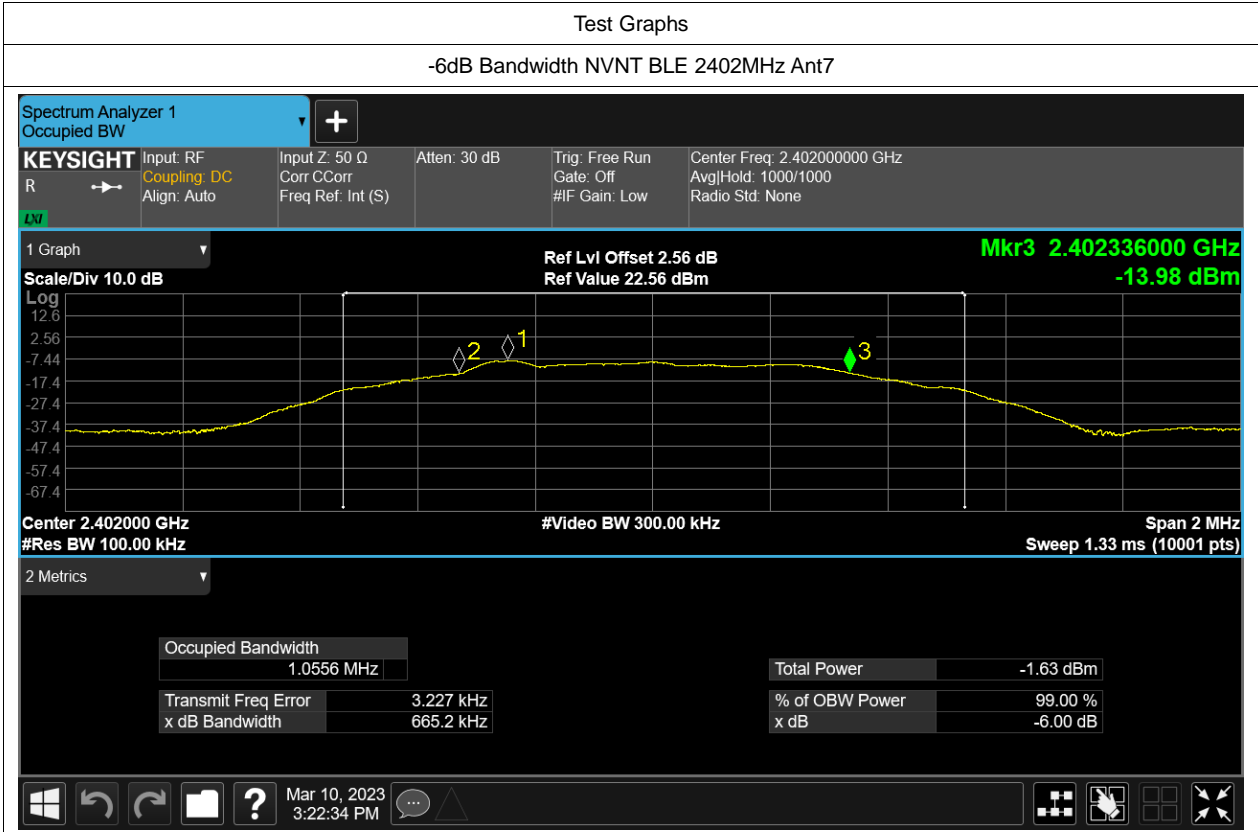 Test Graphs
-6dB Bandwidth NVNT BLE 2402MHz Ant7
Spectrum Analyzer 1
Occupied BW
KEYSIGHT
R
LXI
Input: RF
Coupling: DC
Align: Auto
Input Z: 50 Ω
Corr CCorr
Freq Ref: Int (S)
Atten: 30 dB
Trig: Free Run
Gate: Off
#IF Gain: Low
Center Freq: 2.402000000 GHz
Avg|Hold: 1000/1000
Radio Std: None
1 Graph
Scale/Div 10.0 dB
Ref Lvl Offset 2.56 dB
Ref Value 22.56 dBm
Mkr3 2.402336000 GHz
-13.98 dBm
Log
12.6
2.56
-7.44
-17.4
-27.4
-37.4
-47.4
-57.4
-67.4
2
1
3
Center 2.402000 GHz
#Video BW 300.00 kHz
Span 2 MHz
#Res BW 100.00 kHz
Sweep 1.33 ms (10001 pts)
2 Metrics
Occupied Bandwidth
1.0556 MHz
Total Power -1.63 dBm
Transmit Freq Error 3.227 kHz
% of OBW Power 99.00 %
x dB Bandwidth 665.2 kHz
x dB -6.00 dB
?
Mar 10, 2023
3:22:34 PM